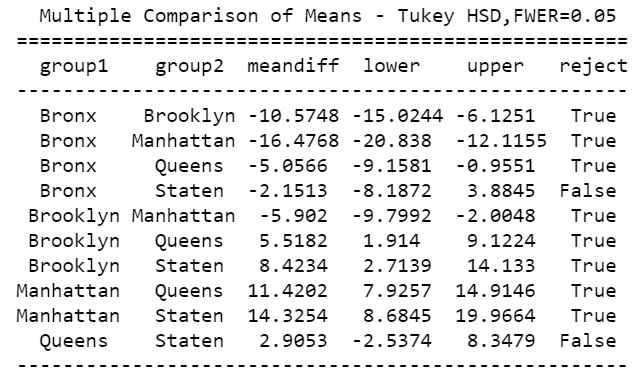 Multiple Comparison of Means - Tukey HSD,FWER=0.05
====================================================
group1 group2 meandiff lower upper reject
----------------------------------------------------
Bronx Brooklyn -10.5748 -15.0244 -6.1251 True
Bronx Manhattan -16.4768 -20.838 -12.1155 True
Bronx Queens -5.0566 -9.1581 -0.9551 True
Bronx Staten -2.1513 -8.1872 3.8845 False
Brooklyn Manhattan -5.902 -9.7992 -2.0048 True
Brooklyn Queens 5.5182 1.914 9.1224 True
Brooklyn Staten 8.4234 2.7139 14.133 True
Manhattan Queens 11.4202 7.9257 14.9146 True
Manhattan Staten 14.3254 8.6845 19.9664 True
Queens Staten 2.9053 -2.5374 8.3479 False
----------------------------------------------------